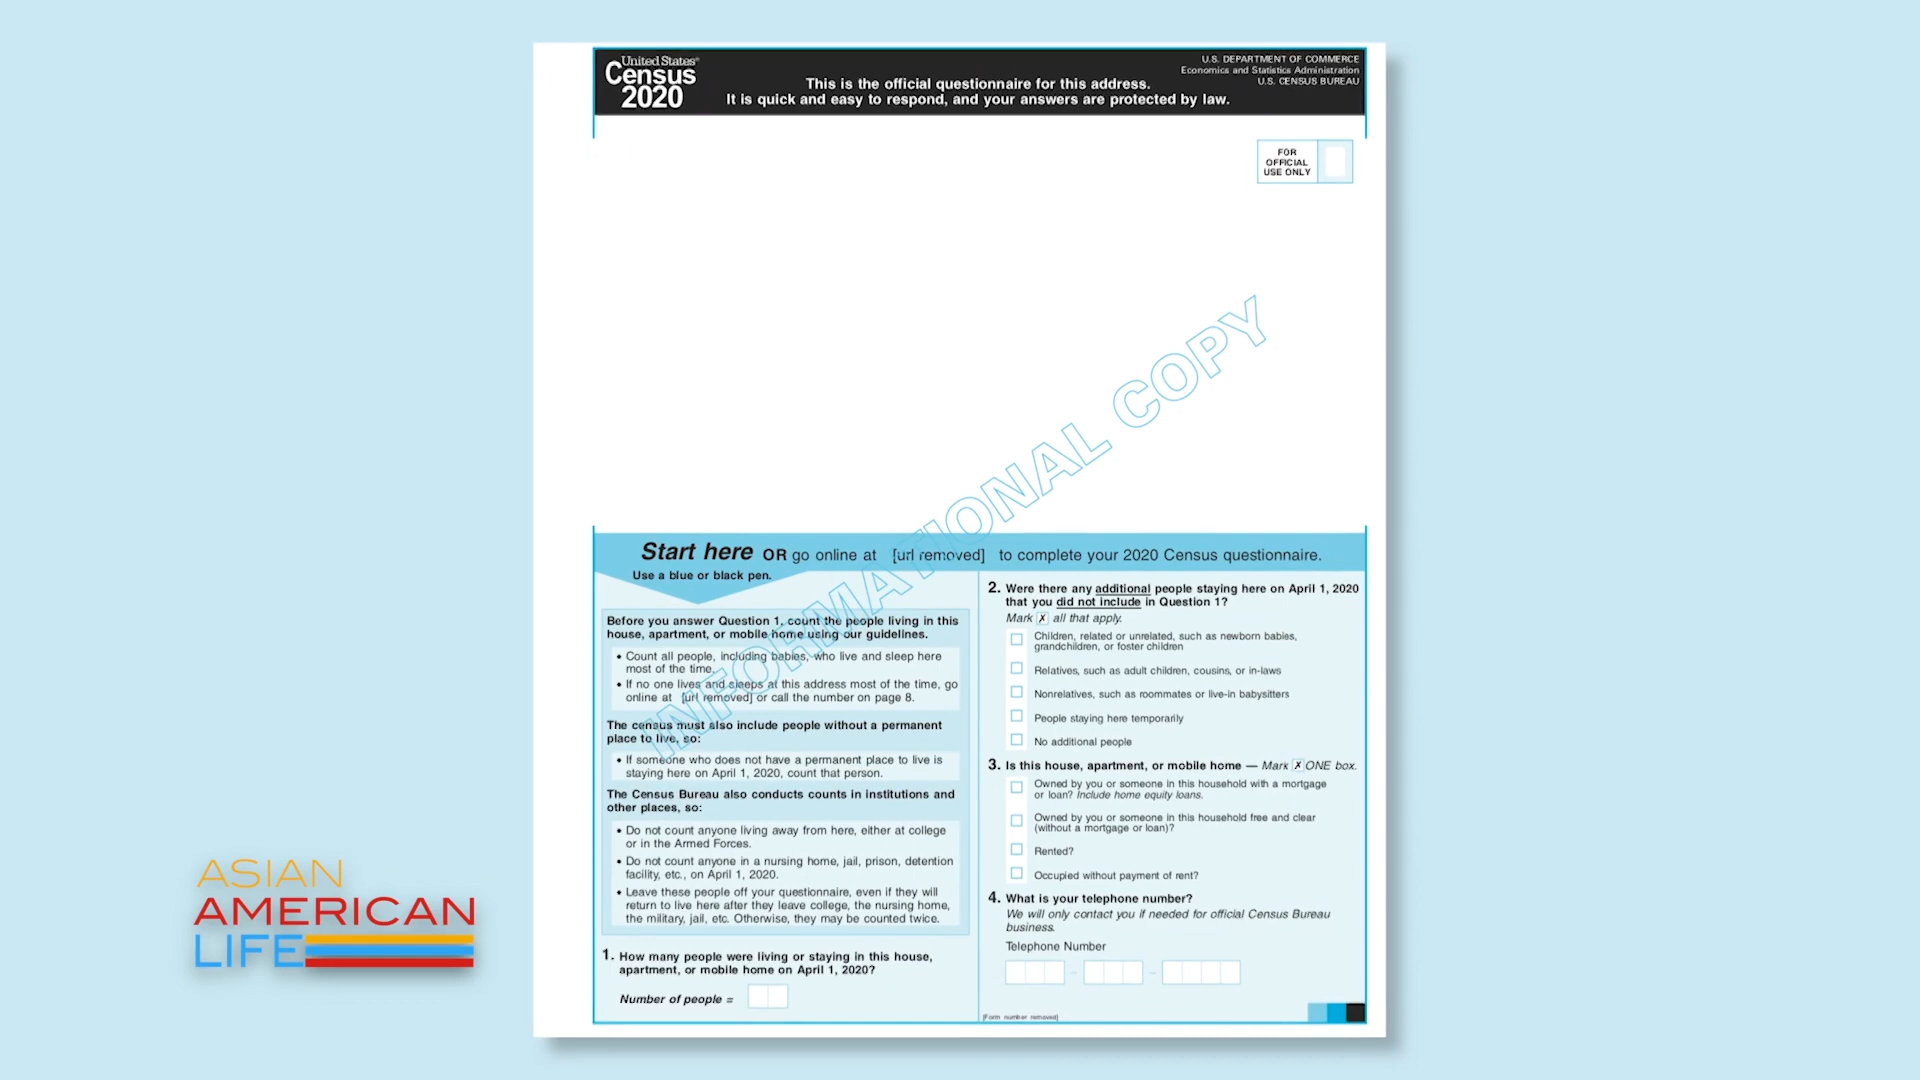 United States®
Census
2020
This is the official questionnaire for this address.
It is quick and easy to respond, and your answers are protected by law.
U.S. DEPARTMENT OF COMMERCE
Economics and Statistics Administration
U.S. CENSUS BUREAU
FOR
OFFICIAL
USE ONLY
INFORMATIONAL COPY
Start here OR go online at [url removed] to complete your 2020 Census questionnaire.
Use a blue or black pen.
Before you answer Question 1, count the people living in this
house, apartment, or mobile home using our guidelines.
• Count all people, including babies, who live and sleep here
most of the time.
• If no one lives and sleeps at this address most of the time, go
online at [url removed] or call the number on page 8.
The census must also include people without a permanent
place to live, so:
• If someone who does not have a permanent place to live is
staying here on April 1, 2020, count that person.
The Census Bureau also conducts counts in institutions and
other places, so:
• Do not count anyone living away from here, either at college
or in the Armed Forces.
• Do not count anyone in a nursing home, jail, prison, detention
facility, etc., on April 1, 2020.
• Leave these people off your questionnaire, even if they will
return to live here after they leave college, the nursing home,
the military, jail, etc. Otherwise, they may be counted twice.
1. How many people were living or staying in this house,
apartment, or mobile home on April 1, 2020?
Number of people =
2. Were there any additional people staying here on April 1, 2020
that you did not include in Question 1?
Mark X all that apply.
Children, related or unrelated, such as newborn babies,
grandchildren, or foster children
Relatives, such as adult children, cousins, or in-laws
Nonrelatives, such as roommates or live-in babysitters
People staying here temporarily
No additional people
3. Is this house, apartment, or mobile home — Mark X ONE box.
Owned by you or someone in this household with a mortgage
or loan? Include home equity loans.
Owned by you or someone in this household free and clear
(without a mortgage or loan)?
Rented?
Occupied without payment of rent?
4. What is your telephone number?
We will only contact you if needed for official Census Bureau
business.
Telephone Number
[Form number removed]
ASIAN
AMERICAN
LIFE